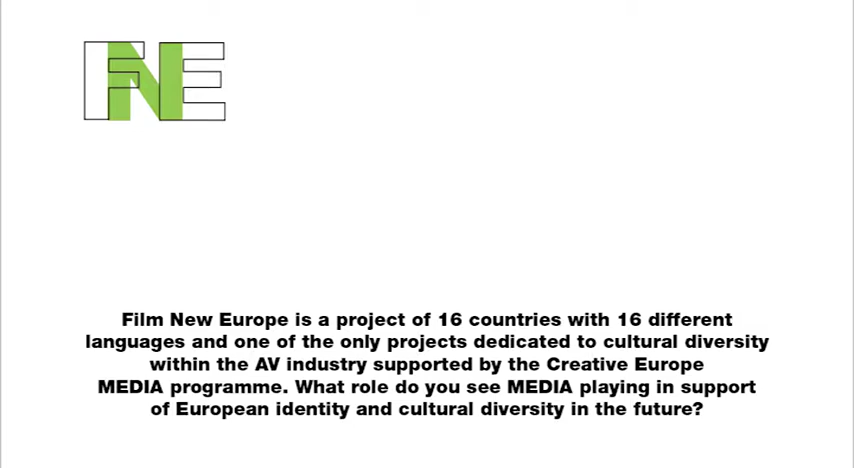 FNE
Film New Europe is a project of 16 countries with 16 different
languages and one of the only projects dedicated to cultural diversity
within the AV industry supported by the Creative Europe
MEDIA programme. What role do you see MEDIA playing in support
of European identity and cultural diversity in the future?